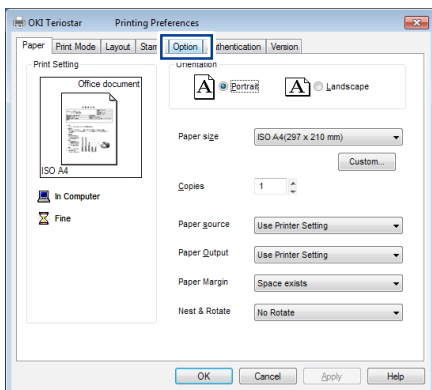 OKI Teriostar Printing Preferences
Paper Print Mode Layout Option Version
Print Setting
Office document
ISO A4
In Computer
Fine
Orientation
Portrait
Landscape
Paper size ISO A4(297 x 210 mm)
Custom...
Copies 1
Paper source Use Printer Setting
Paper Output Use Printer Setting
Paper Margin Space exists
Nest & Rotate No Rotate
OK Cancel Apply Help